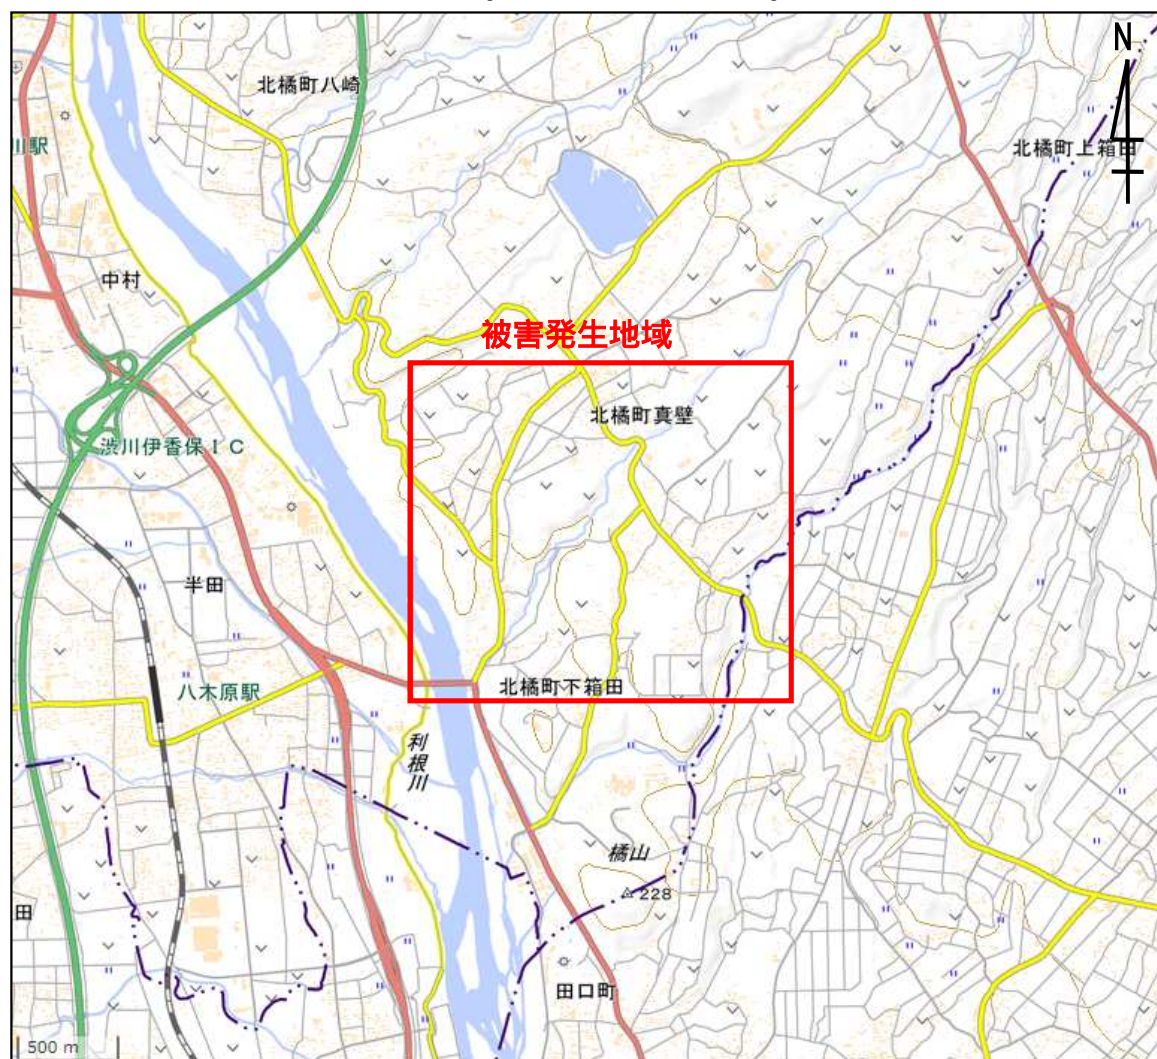 N
北橘町八崎
川駅
北橘町上箱田
中村
被害発生地域
北橘町真壁
渋川伊香保IC
半田
北橘町下箱田
八木原駅
利根川
橘山
228
田
田口町
500 m